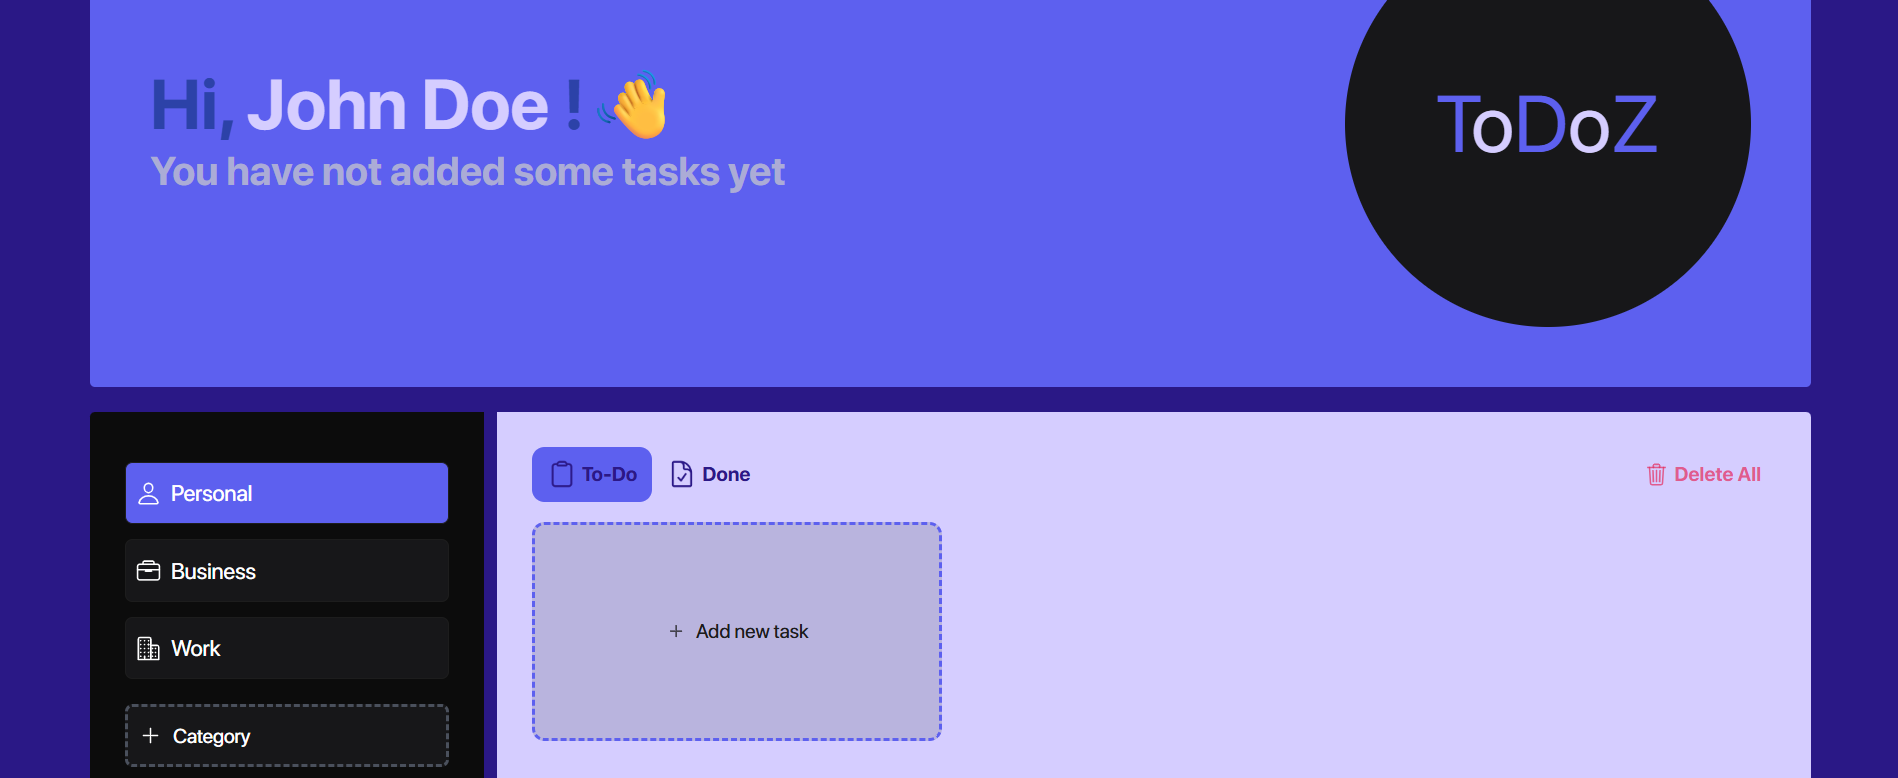 Hi, John Doe ! 👋
You have not added some tasks yet
ToDoZ
Personal
Business
Work
+ Category
To-Do
Done
Delete All
+ Add new task